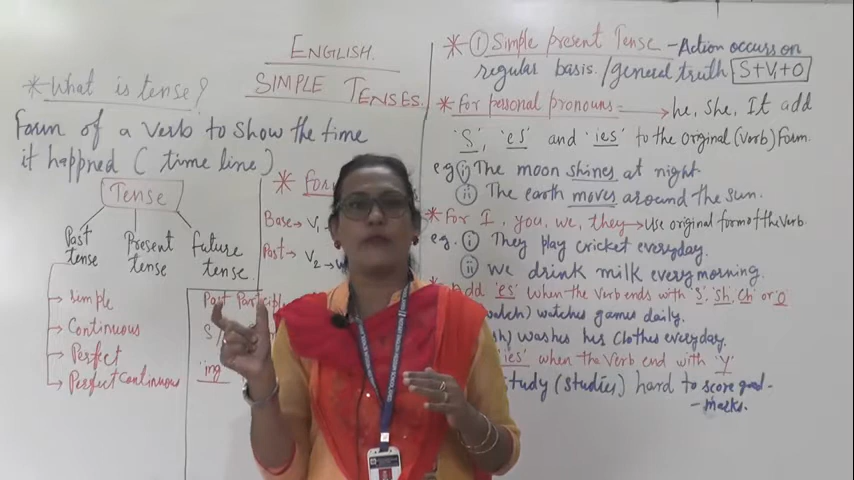 ENGLISH.
SIMPLE TENSES.
* What is tense?
Form of a verb to show the time
it happned ( time line )
Tense
Past tense
Present tense
Future tense
→ simple
→ Continuous
→ Perfect
→ Perfect continuous
Base → V1
Past → V2 →
Past
S/
ing
* ① Simple present Tense - Action occurs on
regular basis. / general truth S+V1+O
* For personal pronouns → he, she, It add
'S', 'es' and 'ies' to the original (verb) form.
eg. (i) The moon shines at night.
(ii) The earth moves around the sun.
* For I, you, we, they → Use original form of the verb.
eg. (i) They play cricket everyday.
(ii) we drink milk every morning.
* Add 'es' when the verb ends with 'S', 'Sh', 'Ch' or 'O'
watches games daily.
washes her clothes everyday.
'ies' when the verb end with 'Y'
study (studies) hard to score good-
- marks.